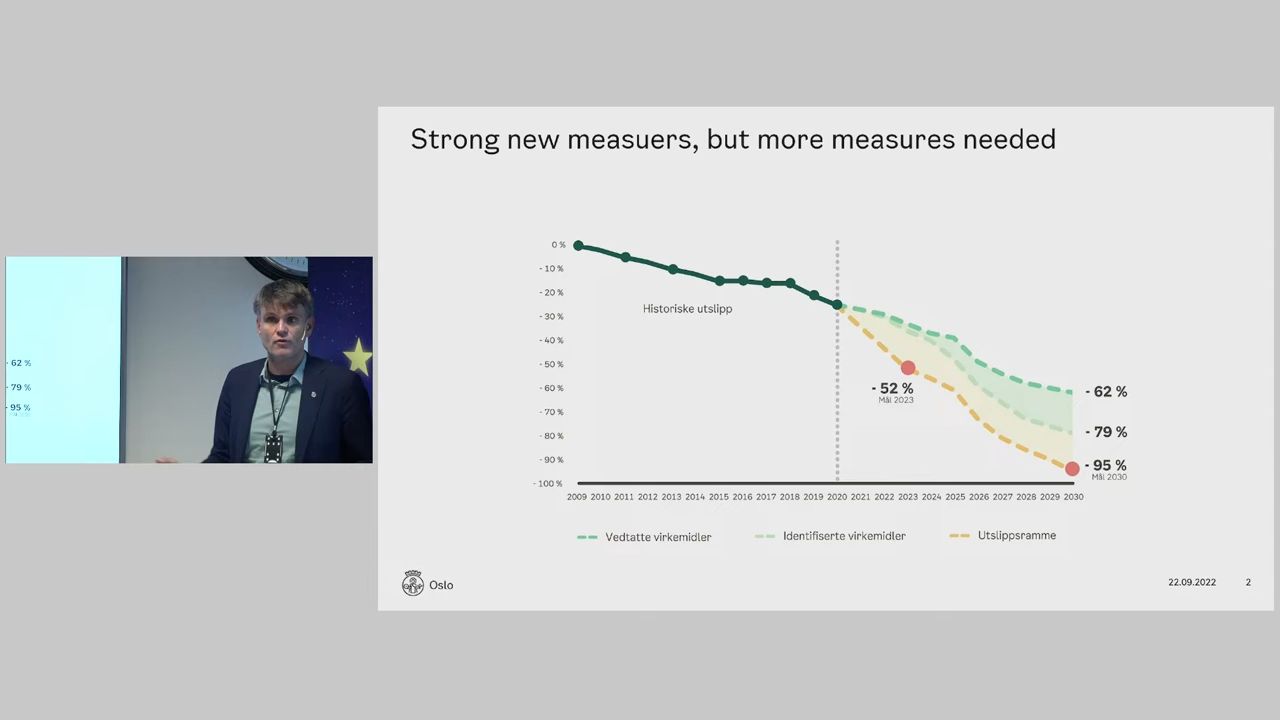 Strong new measuers, but more measures needed
0 %
- 10 %
- 20 %
- 30 %
- 40 %
- 50 %
- 60 %
- 70 %
- 80 %
- 90 %
- 100 %
Historiske utslipp
- 52 %
Mål 2023
- 62 %
- 79 %
- 95 %
Mål 2030
2009 2010 2011 2012 2013 2014 2015 2016 2017 2018 2019 2020 2021 2022 2023 2024 2025 2026 2027 2028 2029 2030
Vedtatte virkemidler Identifiserte virkemidler Utslippsramme
Oslo
22.09.2022 2
- 62 %
- 79 %
- 95 %